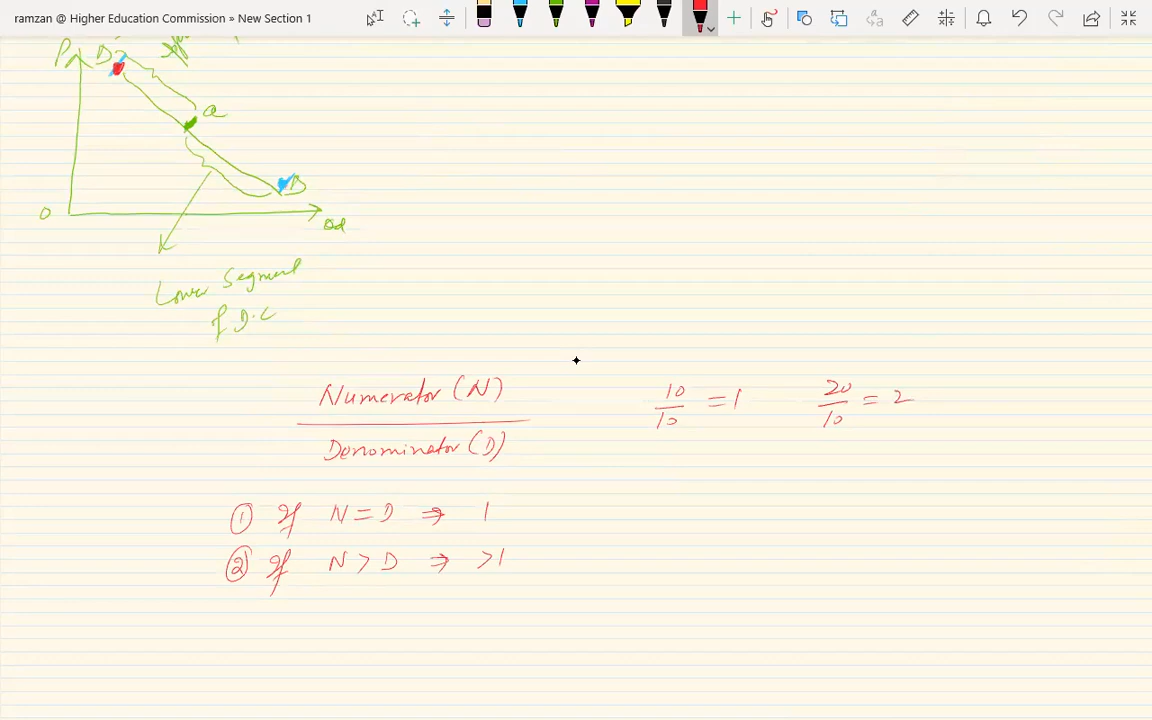 ramzan @ Higher Education Commission » New Section 1
P D
a
D
O
Qd
Lower Segment
of D.C
Numerator (N)
Denominator (D)
10/10 = 1
20/10 = 2
① If N = D ⇒ 1
② If N > D ⇒ >1